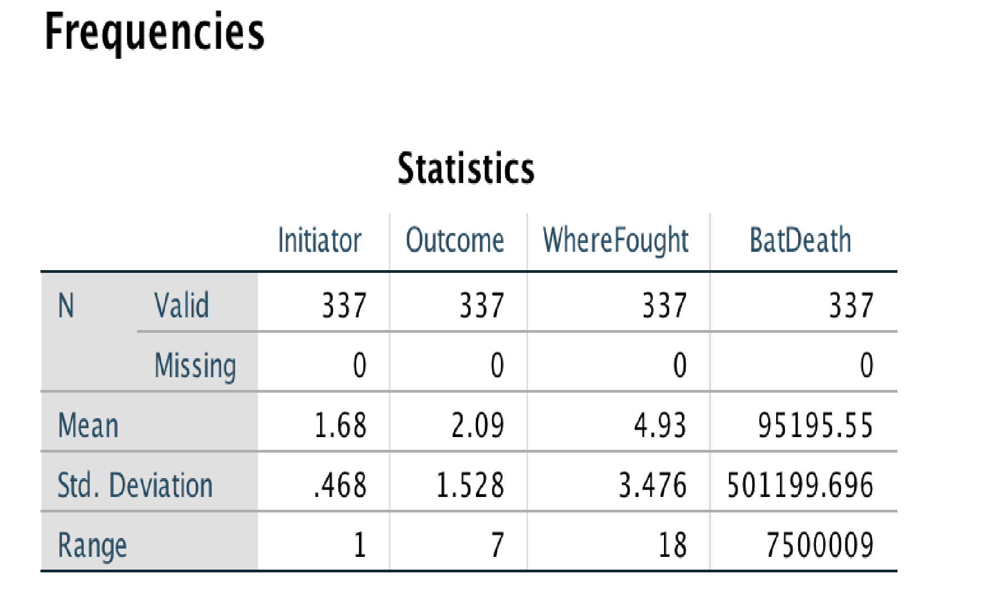 Frequencies
Statistics
Initiator Outcome WhereFought BatDeath
N Valid 337 337 337 337
Missing 0 0 0 0
Mean 1.68 2.09 4.93 95195.55
Std. Deviation .468 1.528 3.476 501199.696
Range 1 7 18 7500009